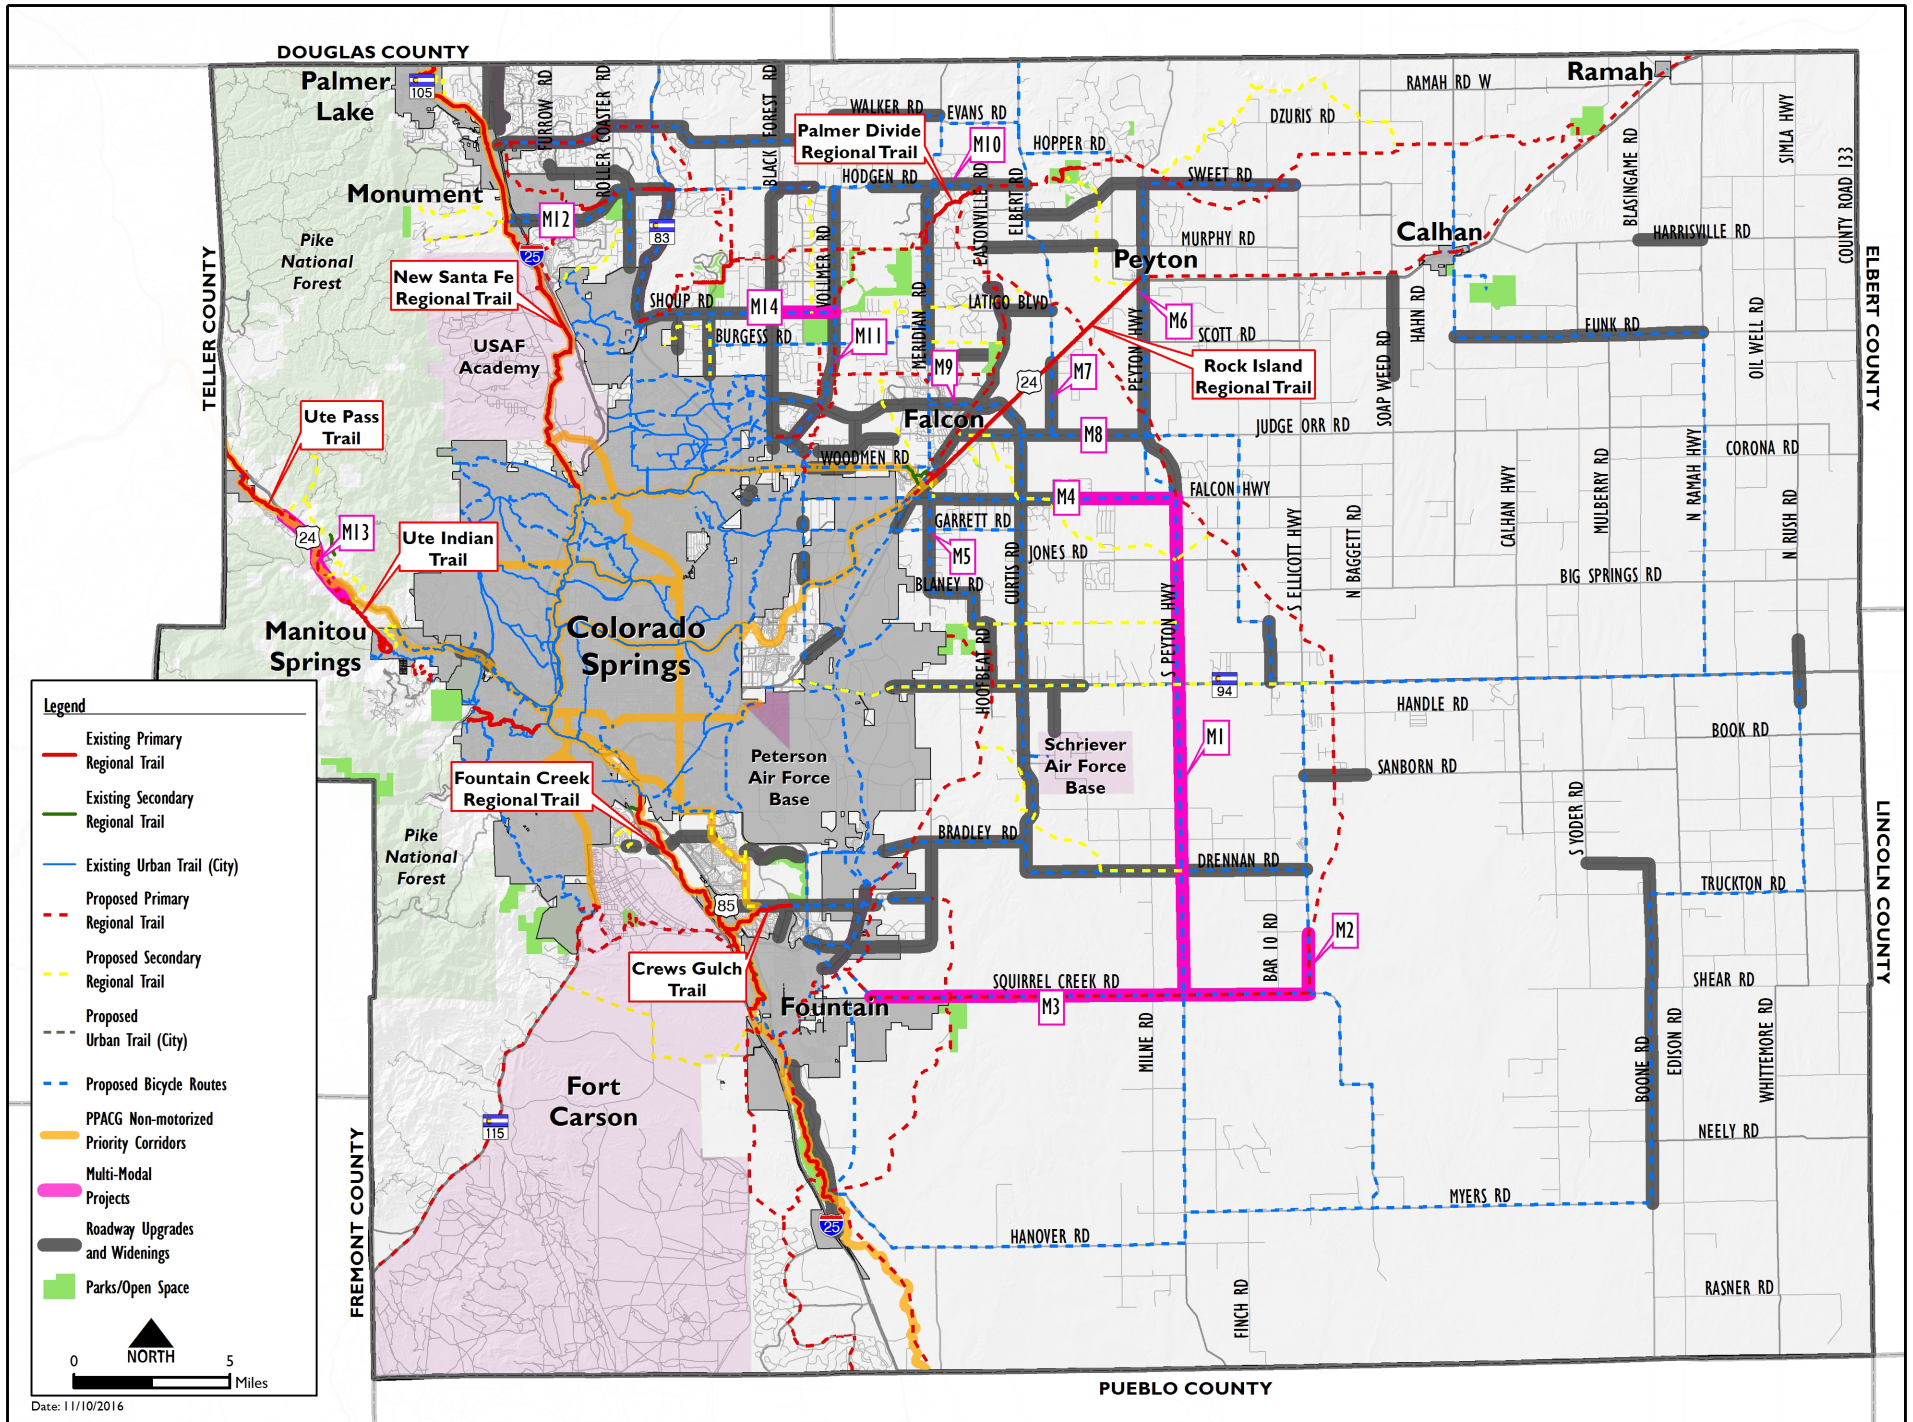 DOUGLAS COUNTY
Palmer
Lake
105
FURROW RD
ROLLER COASTER RD
BLACK FOREST RD
WALKER RD
EVANS RD
Palmer Divide
Regional Trail
M10
HOPPER RD
DZURIS RD
RAMAH RD W
Ramah
SIMLA HWY
BLASINGAME RD
COUNTY ROAD 133
Monument
M12
83
HODGEN RD
EASTONVILLE RD
ELBERT RD
SWEET RD
MURPHY RD
Calhan
HARRISVILLE RD
Pike
National
Forest
25
New Santa Fe
Regional Trail
SHOUP RD
M14
VOLLMER RD
MERIDIAN RD
LATIGO BLVD
Peyton
M6
TELLER COUNTY
ELBERT COUNTY
USAF
Academy
BURGESS RD
M11
M9
24
M7
PEYTON HWY
SCOTT RD
Rock Island
Regional Trail
SOAP WEED RD
HAHN RD
FUNK RD
OIL WELL RD
Ute Pass
Trail
Falcon
WOODMEN RD
M8
JUDGE ORR RD
CORONA RD
M4
FALCON HWY
CALHAN HWY
MULBERRY RD
N RAMAH HWY
N RUSH RD
24
M13
Ute Indian
Trail
GARRETT RD
M5
JONES RD
CURTIS RD
BLANEY RD
S ELLICOTT HWY
N BAGGETT RD
BIG SPRINGS RD
Manitou
Springs
Colorado
Springs
HOOFBEAT RD
S PEYTON HWY
94
HANDLE RD
BOOK RD
M1
Schriever
Air Force
Base
Peterson
Air Force
Base
SANBORN RD
Fountain Creek
Regional Trail
Pike
National
Forest
BRADLEY RD
DRENNAN RD
S YODER RD
TRUCKTON RD
LINCOLN COUNTY
85
Crews Gulch
Trail
BAR 10 RD
M2
SQUIRREL CREEK RD
M3
Fountain
SHEAR RD
MILNE RD
BOONE RD
EDISON RD
WHITTEMORE RD
Fort
Carson
115
NEELY RD
MYERS RD
25
HANOVER RD
FINCH RD
RASNER RD
FREMONT COUNTY
PUEBLO COUNTY
Legend
Existing Primary
Regional Trail
Existing Secondary
Regional Trail
Existing Urban Trail (City)
Proposed Primary
Regional Trail
Proposed Secondary
Regional Trail
Proposed
Urban Trail (City)
Proposed Bicycle Routes
PPACG Non-motorized
Priority Corridors
Multi-Modal
Projects
Roadway Upgrades
and Widenings
Parks/Open Space
NORTH
0 5
Miles
Date: 11/10/2016